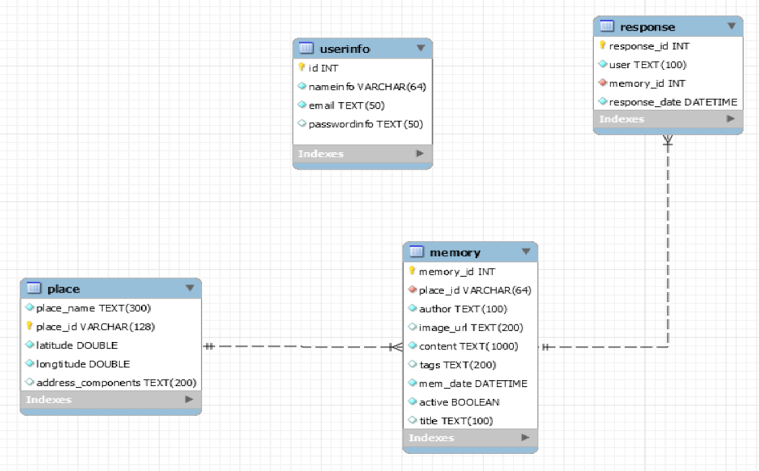 userinfo
id INT
nameinfo VARCHAR(64)
email TEXT(50)
passwordinfo TEXT(50)
Indexes
response
response_id INT
user TEXT(100)
memory_id INT
response_date DATETIME
Indexes
place
place_name TEXT(300)
place_id VARCHAR(128)
latitude DOUBLE
longtitude DOUBLE
address_components TEXT(200)
Indexes
memory
memory_id INT
place_id VARCHAR(64)
author TEXT(100)
image_url TEXT(200)
content TEXT(1000)
tags TEXT(200)
mem_date DATETIME
active BOOLEAN
title TEXT(100)
Indexes